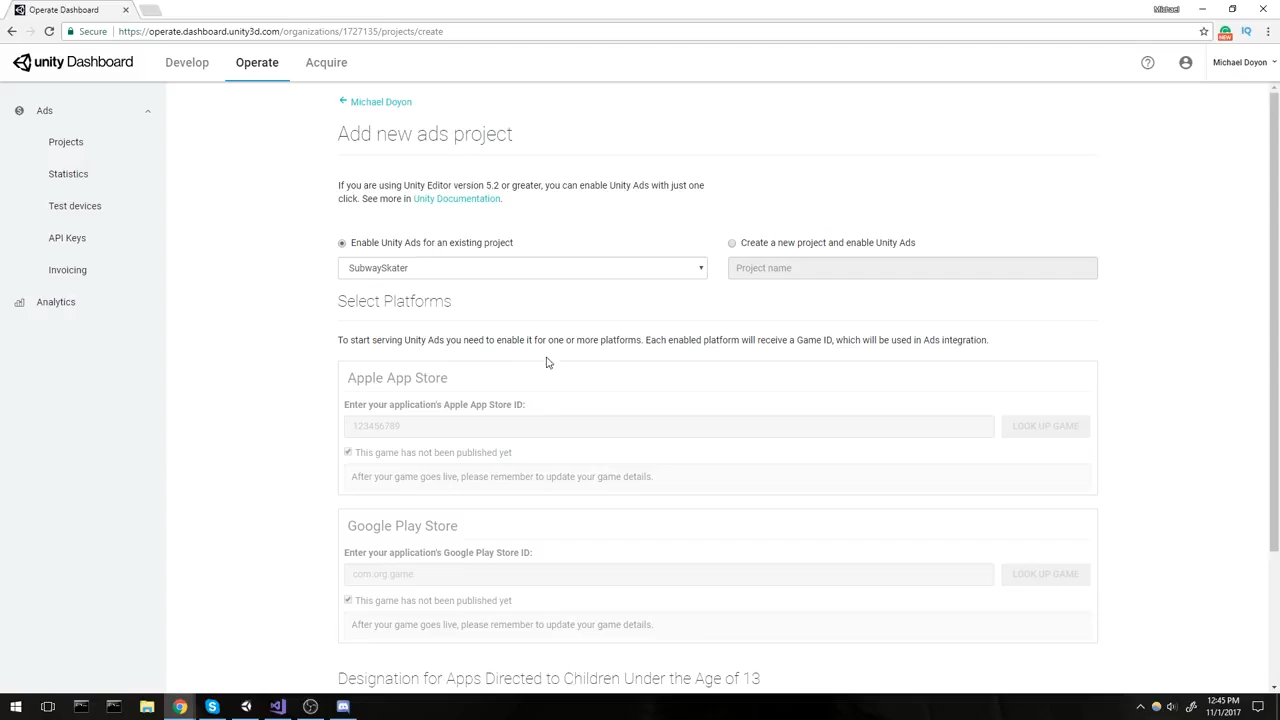 Operate Dashboard
Michael
Secure
https://operate.dashboard.unity3d.com/organizations/1727135/projects/create
NEW
IQ
unity Dashboard
Develop
Operate
Acquire
Michael Doyon
Ads
Projects
Statistics
Test devices
API Keys
Invoicing
Analytics
Michael Doyon
Add new ads project
If you are using Unity Editor version 5.2 or greater, you can enable Unity Ads with just one
click. See more in Unity Documentation.
Enable Unity Ads for an existing project
Create a new project and enable Unity Ads
SubwaySkater
Project name
Select Platforms
To start serving Unity Ads you need to enable it for one or more platforms. Each enabled platform will receive a Game ID, which will be used in Ads integration.
Apple App Store
Enter your application's Apple App Store ID:
123456789
LOOK UP GAME
This game has not been published yet
After your game goes live, please remember to update your game details.
Google Play Store
Enter your application's Google Play Store ID:
com.org.game
LOOK UP GAME
This game has not been published yet
After your game goes live, please remember to update your game details.
Designation for Apps Directed to Children Under the Age of 13
12:45 PM
11/1/2017